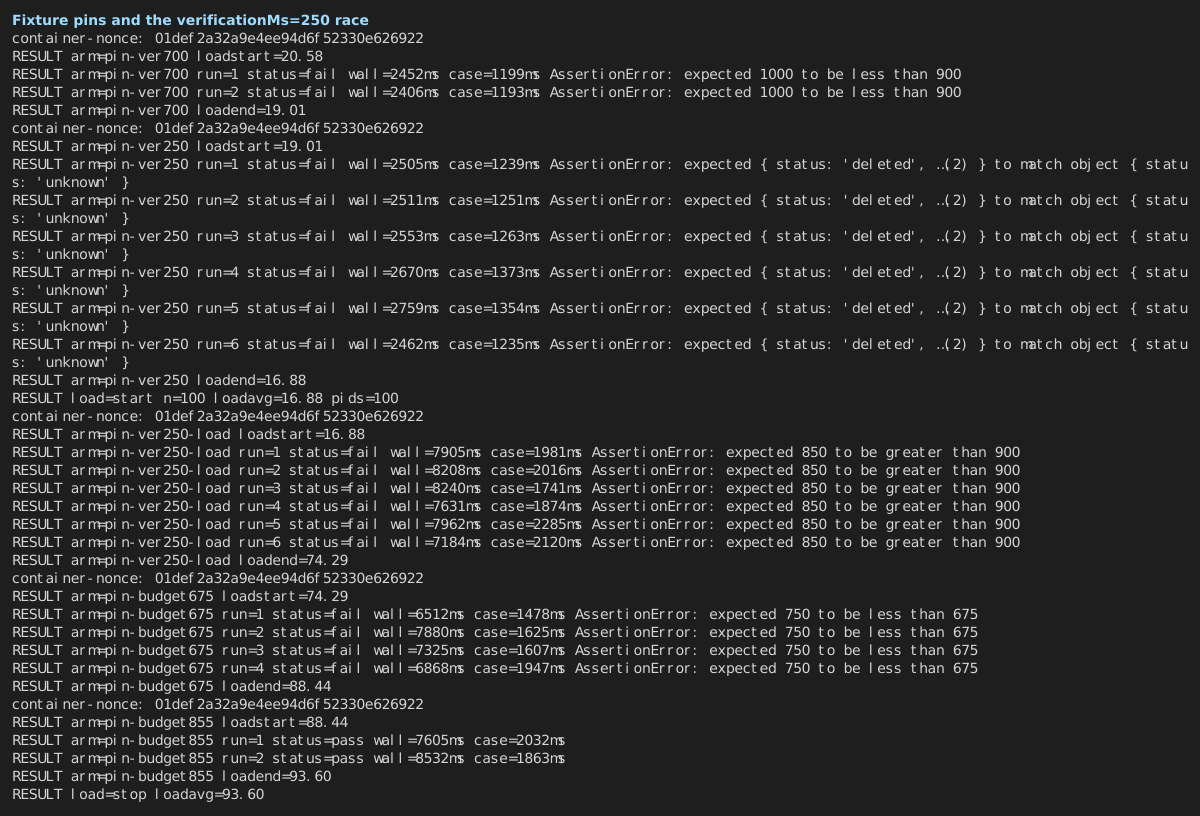 Fixture pins and the verificationMs=250 race
container-nonce: 01def2a32a9e4ee94d6f52330e626922
RESULT arm=pin-ver700 loadstart=20.58
RESULT arm=pin-ver700 run=1 status=fail wall=2452ms case=1199ms AssertionError: expected 1000 to be less than 900
RESULT arm=pin-ver700 run=2 status=fail wall=2406ms case=1193ms AssertionError: expected 1000 to be less than 900
RESULT arm=pin-ver700 loadend=19.01
container-nonce: 01def2a32a9e4ee94d6f52330e626922
RESULT arm=pin-ver250 loadstart=19.01
RESULT arm=pin-ver250 run=1 status=fail wall=2505ms case=1239ms AssertionError: expected { status: 'deleted', …(2) } to match object { statu
s: 'unknown' }
RESULT arm=pin-ver250 run=2 status=fail wall=2511ms case=1251ms AssertionError: expected { status: 'deleted', …(2) } to match object { statu
s: 'unknown' }
RESULT arm=pin-ver250 run=3 status=fail wall=2553ms case=1263ms AssertionError: expected { status: 'deleted', …(2) } to match object { statu
s: 'unknown' }
RESULT arm=pin-ver250 run=4 status=fail wall=2670ms case=1373ms AssertionError: expected { status: 'deleted', …(2) } to match object { statu
s: 'unknown' }
RESULT arm=pin-ver250 run=5 status=fail wall=2759ms case=1354ms AssertionError: expected { status: 'deleted', …(2) } to match object { statu
s: 'unknown' }
RESULT arm=pin-ver250 run=6 status=fail wall=2462ms case=1235ms AssertionError: expected { status: 'deleted', …(2) } to match object { statu
s: 'unknown' }
RESULT arm=pin-ver250 loadend=16.88
RESULT load=start n=100 loadavg=16.88 pids=100
container-nonce: 01def2a32a9e4ee94d6f52330e626922
RESULT arm=pin-ver250-load loadstart=16.88
RESULT arm=pin-ver250-load run=1 status=fail wall=7905ms case=1981ms AssertionError: expected 850 to be greater than 900
RESULT arm=pin-ver250-load run=2 status=fail wall=8208ms case=2016ms AssertionError: expected 850 to be greater than 900
RESULT arm=pin-ver250-load run=3 status=fail wall=8240ms case=1741ms AssertionError: expected 850 to be greater than 900
RESULT arm=pin-ver250-load run=4 status=fail wall=7631ms case=1874ms AssertionError: expected 850 to be greater than 900
RESULT arm=pin-ver250-load run=5 status=fail wall=7962ms case=2285ms AssertionError: expected 850 to be greater than 900
RESULT arm=pin-ver250-load run=6 status=fail wall=7184ms case=2120ms AssertionError: expected 850 to be greater than 900
RESULT arm=pin-ver250-load loadend=74.29
container-nonce: 01def2a32a9e4ee94d6f52330e626922
RESULT arm=pin-budget675 loadstart=74.29
RESULT arm=pin-budget675 run=1 status=fail wall=6512ms case=1478ms AssertionError: expected 750 to be less than 675
RESULT arm=pin-budget675 run=2 status=fail wall=7880ms case=1625ms AssertionError: expected 750 to be less than 675
RESULT arm=pin-budget675 run=3 status=fail wall=7325ms case=1607ms AssertionError: expected 750 to be less than 675
RESULT arm=pin-budget675 run=4 status=fail wall=6868ms case=1947ms AssertionError: expected 750 to be less than 675
RESULT arm=pin-budget675 loadend=88.44
container-nonce: 01def2a32a9e4ee94d6f52330e626922
RESULT arm=pin-budget855 loadstart=88.44
RESULT arm=pin-budget855 run=1 status=pass wall=7605ms case=2032ms
RESULT arm=pin-budget855 run=2 status=pass wall=8532ms case=1863ms
RESULT arm=pin-budget855 loadend=93.60
RESULT load=stop loadavg=93.60